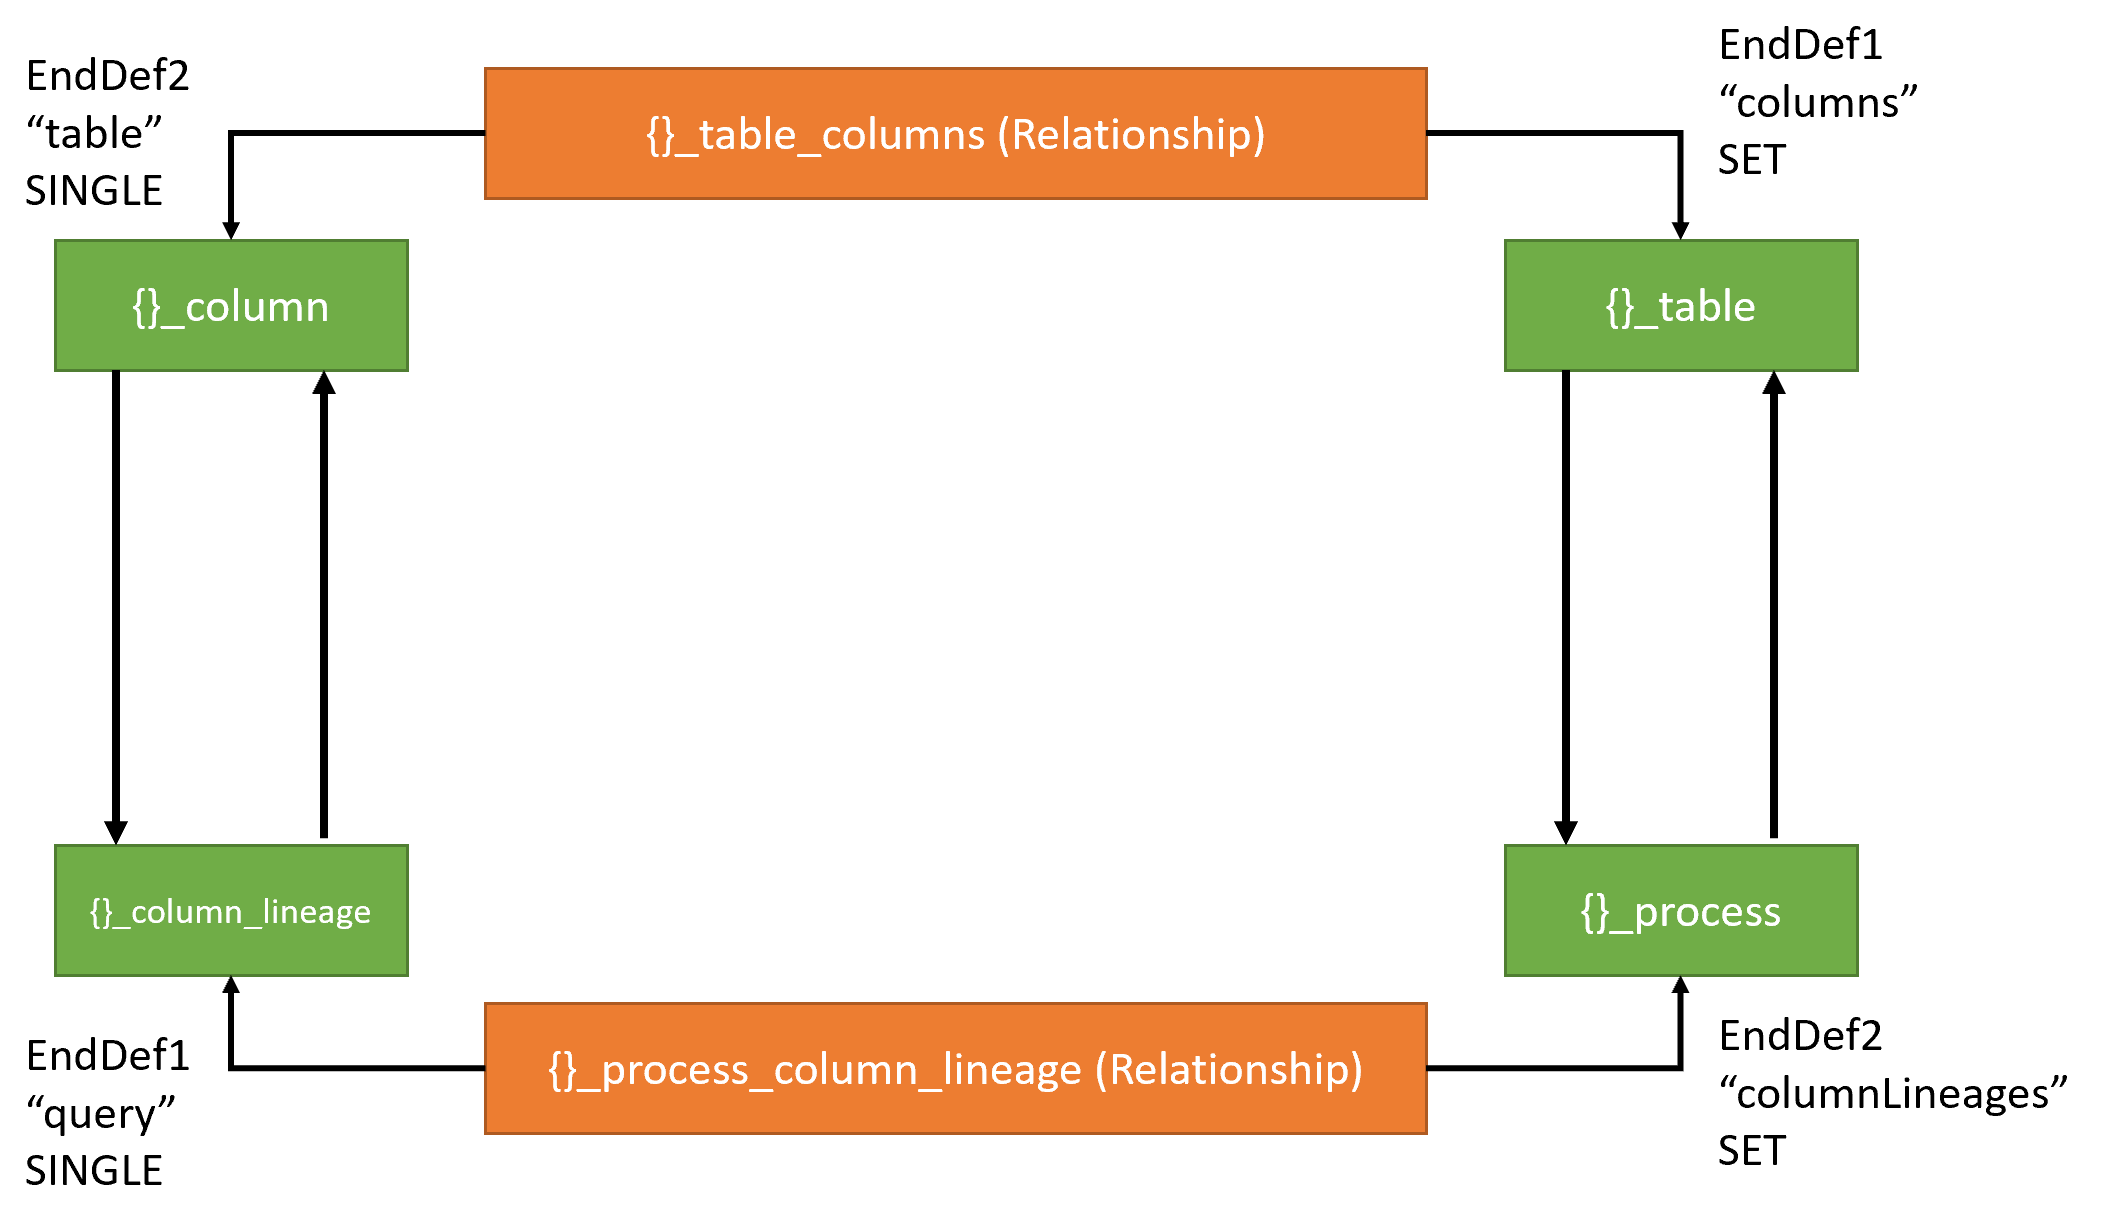 EndDef2
“table”
SINGLE
{}_table_columns (Relationship)
EndDef1
“columns”
SET
{}_column
{}_table
{}_column_lineage
{}_process
EndDef1
“query”
SINGLE
{}_process_column_lineage (Relationship)
EndDef2
“columnLineages”
SET